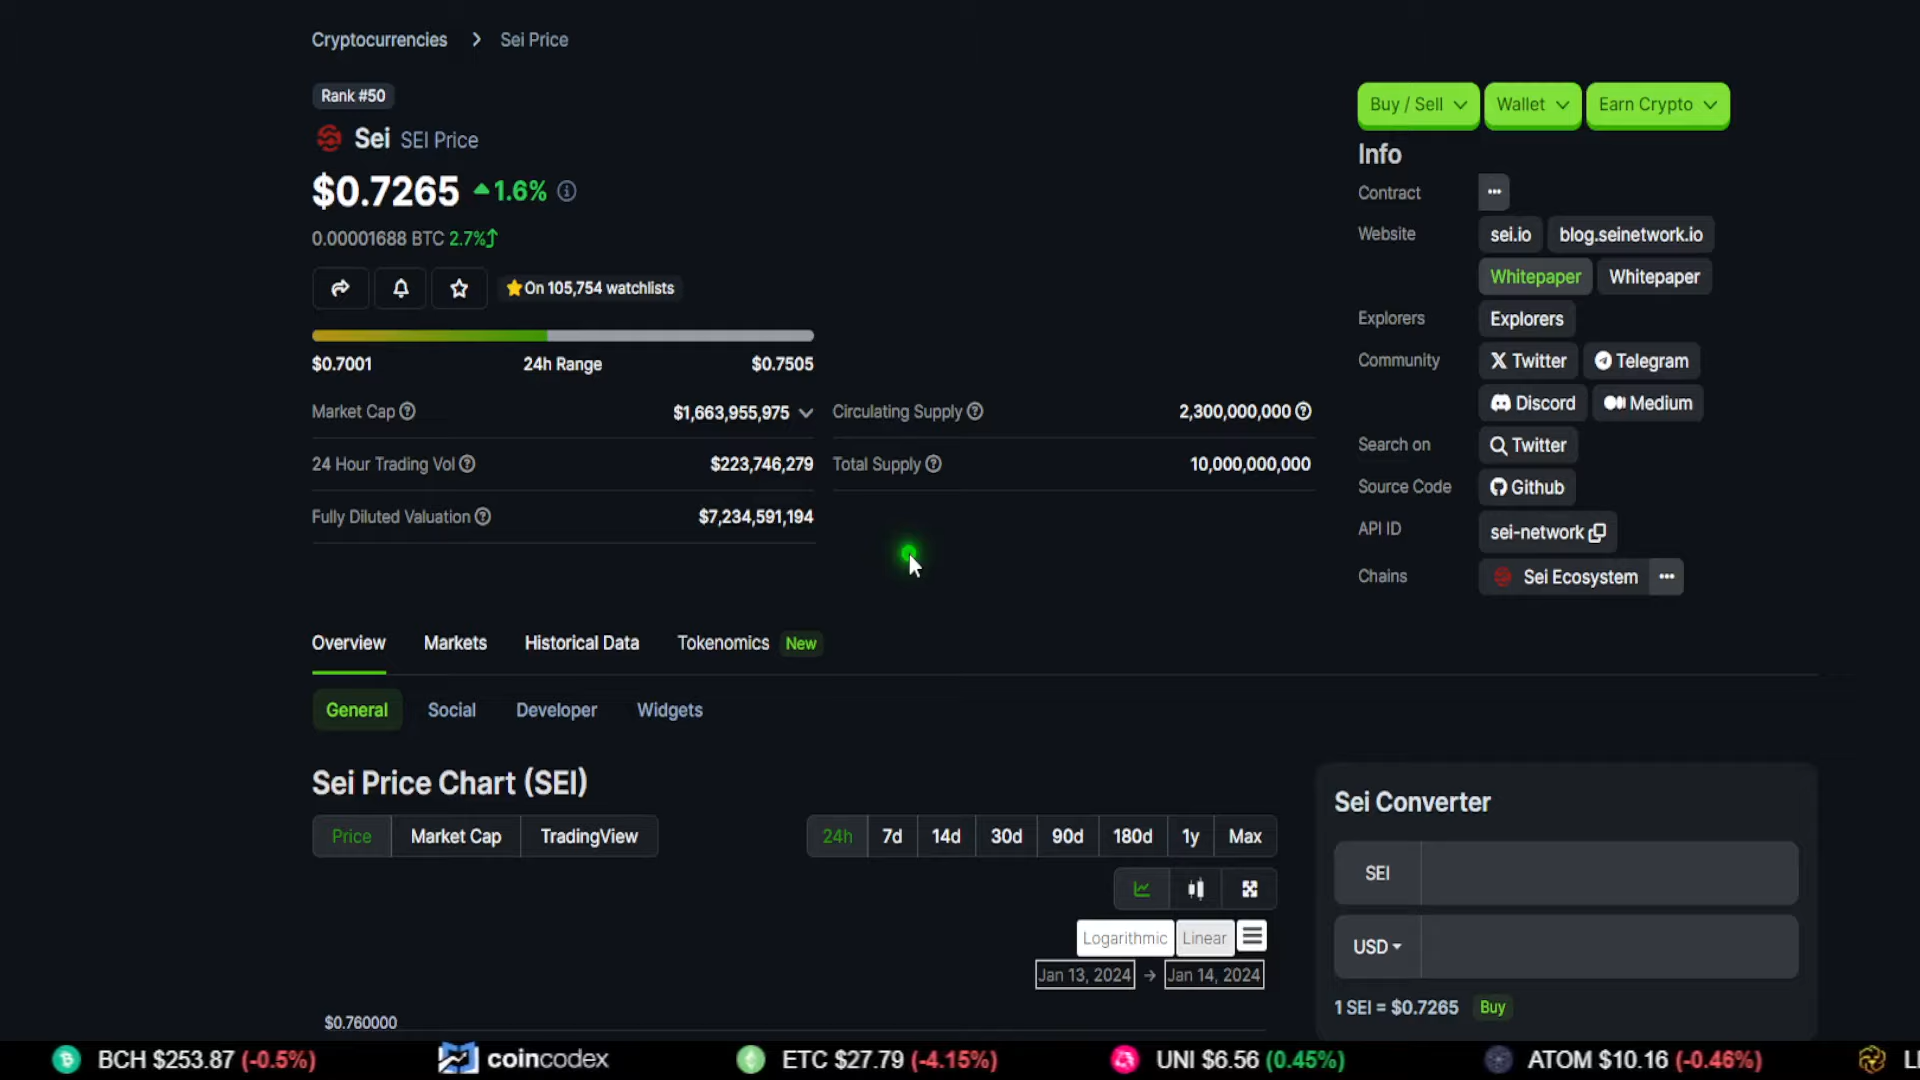 Cryptocurrencies > Sei Price
Rank #50
Sei SEI Price
$0.7265 1.6%
0.00001688 BTC 2.7%
On 105,754 watchlists
$0.7001 24h Range $0.7505
Market Cap $1,663,955,975
24 Hour Trading Vol $223,746,279
Fully Diluted Valuation $7,234,591,194
Circulating Supply 2,300,000,000
Total Supply 10,000,000,000
Buy / Sell Wallet Earn Crypto
Info
Contract
Website sei.io blog.seinetwork.io
Whitepaper Whitepaper
Explorers Explorers
Community Twitter Telegram
Discord Medium
Search on Twitter
Source Code Github
API ID sei-network
Chains Sei Ecosystem
Overview Markets Historical Data Tokenomics New
General Social Developer Widgets
Sei Price Chart (SEI)
Price Market Cap TradingView
24h 7d 14d 30d 90d 180d 1y Max
Logarithmic Linear
Jan 13, 2024 → Jan 14, 2024
$0.760000
Sei Converter
SEI
USD
1 SEI = $0.7265 Buy
BCH $253.87 (-0.5%) coincodex ETC $27.79 (-4.15%) UNI $6.56 (0.45%) ATOM $10.16 (-0.46%)